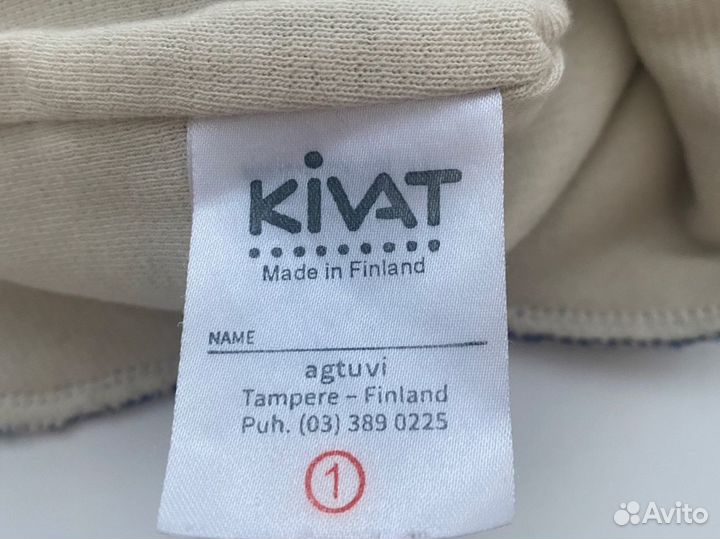 KiVAT
Made in Finland
NAME
agtuvi
Tampere – Finland
Puh. (03) 389 0225
1
Avito